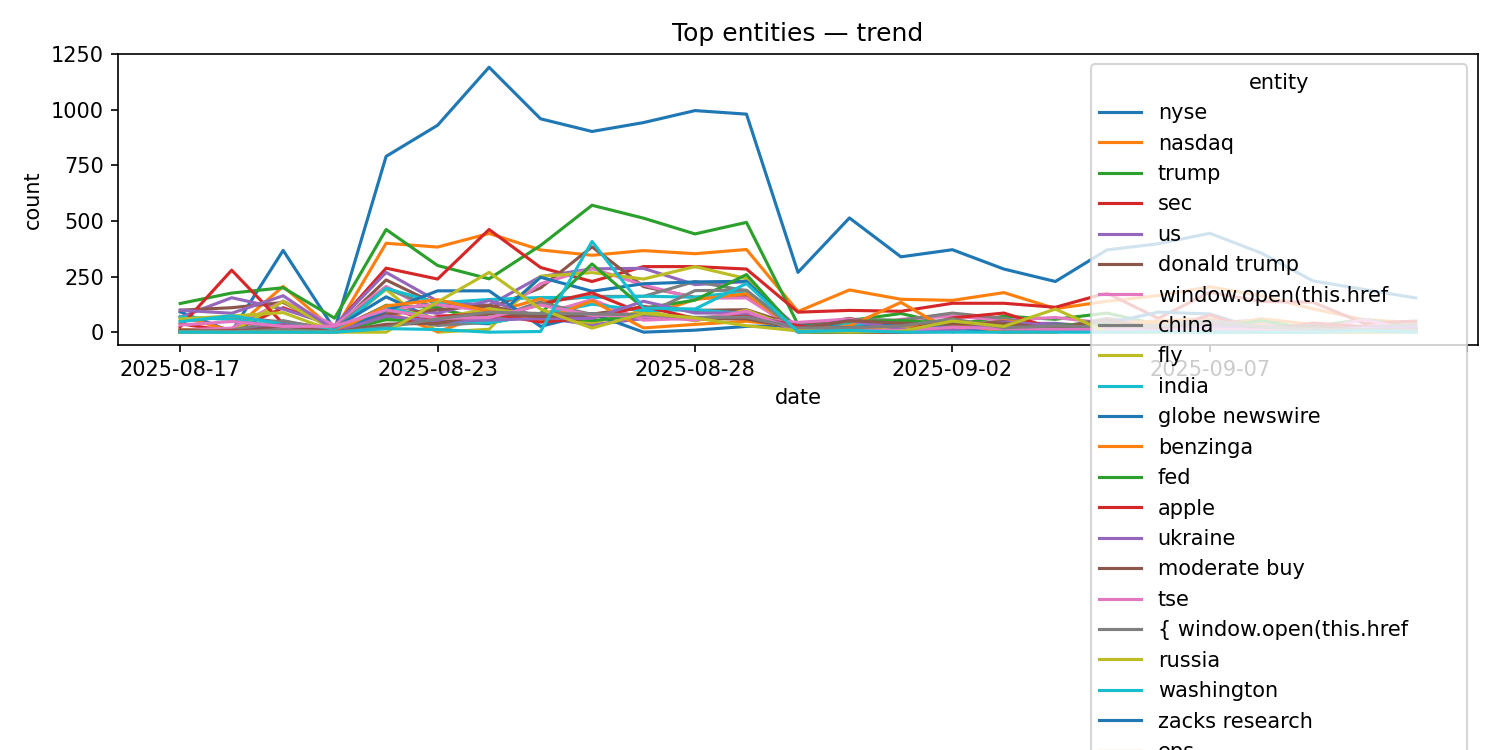 Top entities — trend
1250
1000
750
500
250
0
count
2025-08-17
2025-08-23
2025-08-28
2025-09-02
2025-09-07
date
entity
nyse
nasdaq
trump
sec
us
donald trump
window.open(this.href
china
fly
india
globe newswire
benzinga
fed
apple
ukraine
moderate buy
tse
{ window.open(this.href
russia
washington
zacks research
eps